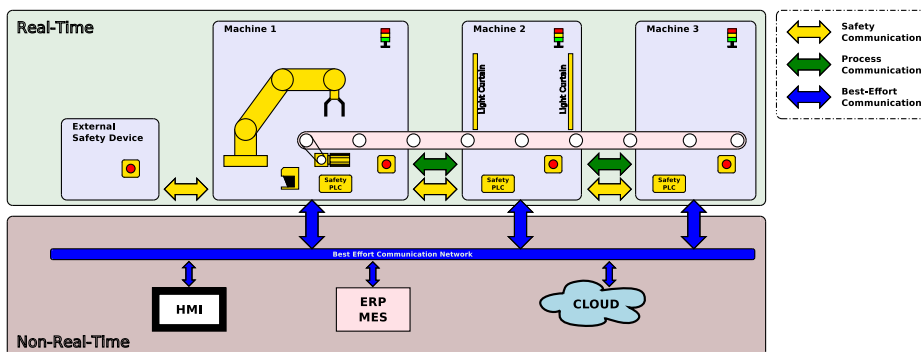 Real-Time
Machine 1
Machine 2
Machine 3
Safety
Communication
Process
Communication
Best-Effort
Communication
Light Curtain
Light Curtain
External
Safety Device
Safety
PLC
Safety
PLC
Safety
PLC
Best Effort Communication Network
HMI
ERP
MES
CLOUD
Non-Real-Time